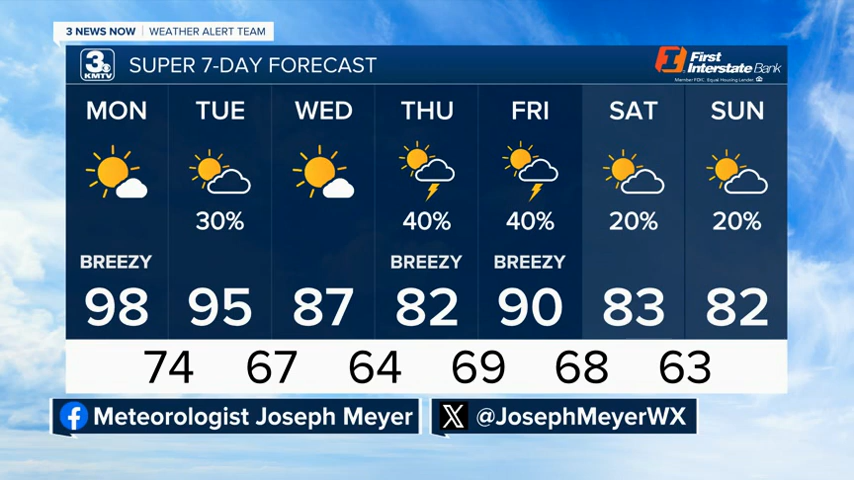 3 NEWS NOW | WEATHER ALERT TEAM
3 KMTV SUPER 7-DAY FORECAST
First Interstate Bank
Member FDIC. Equal Housing Lender.
MON TUE WED THU FRI SAT SUN
30% 40% 40% 20% 20%
BREEZY BREEZY BREEZY
98 95 87 82 90 83 82
74 67 64 69 68 63
Meteorologist Joseph Meyer
@JosephMeyerWX